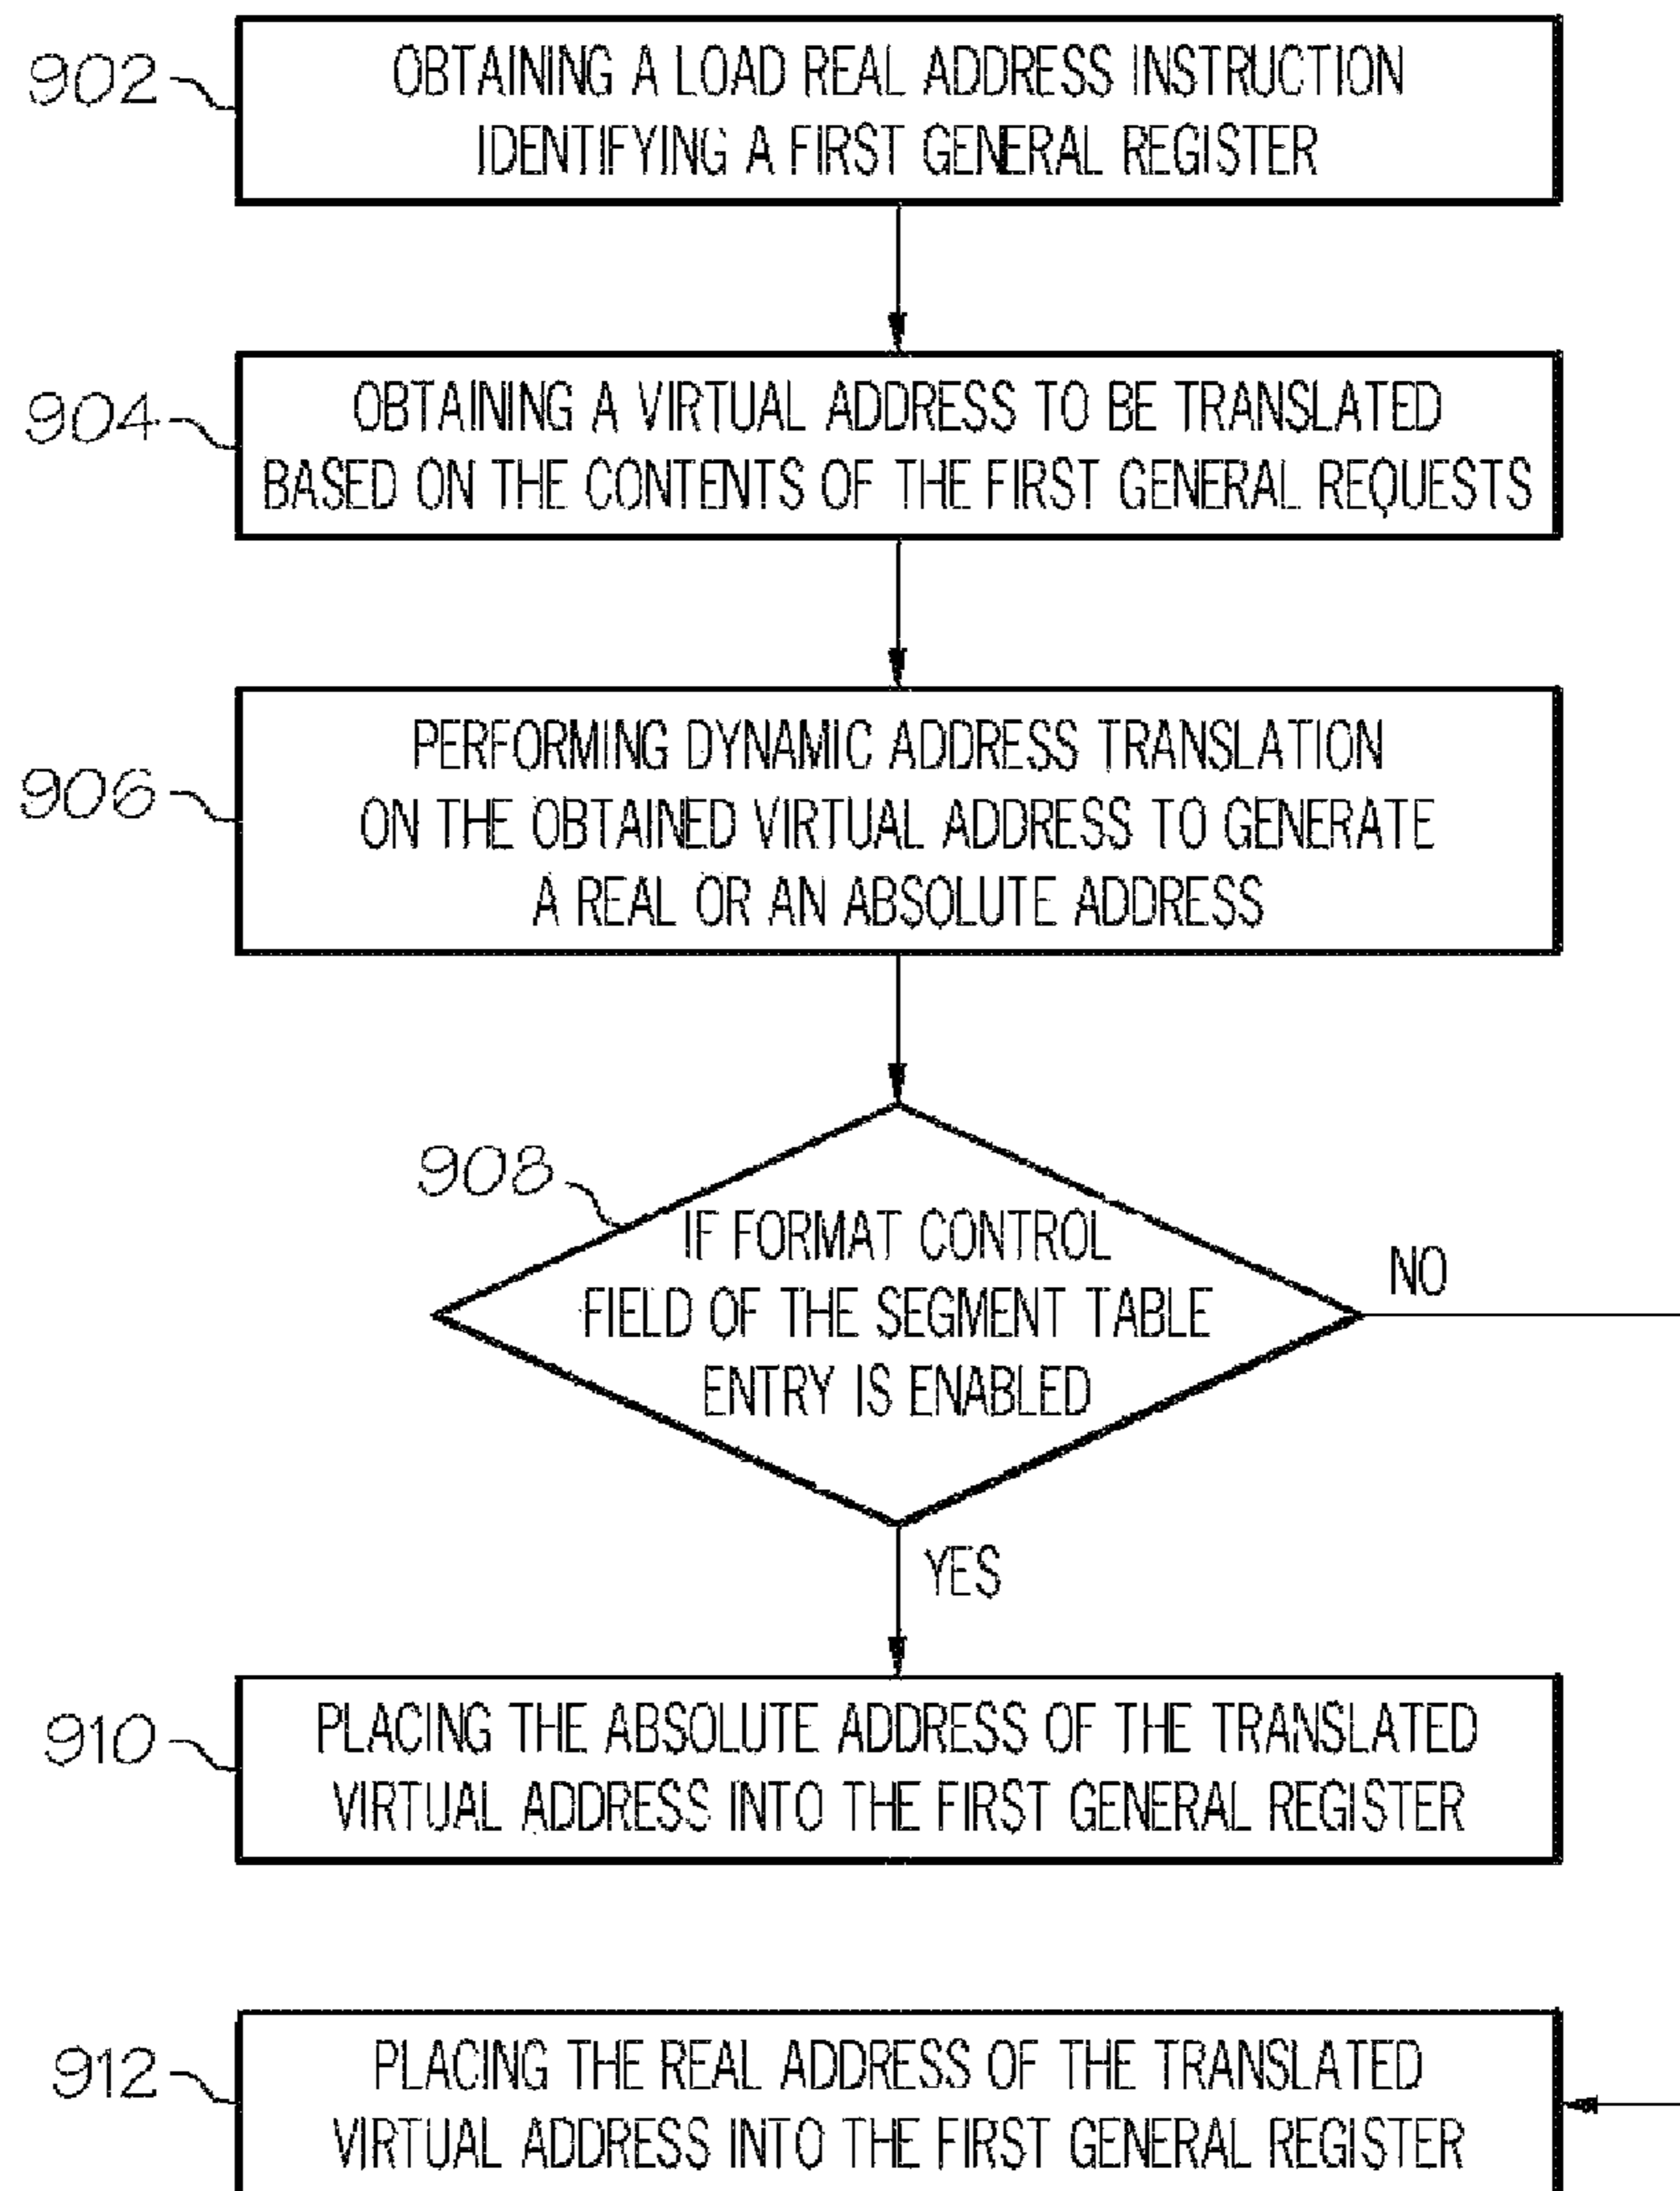 902
OBTAINING A LOAD REAL ADDRESS INSTRUCTION
IDENTIFYING A FIRST GENERAL REGISTER
904
OBTAINING A VIRTUAL ADDRESS TO BE TRANSLATED
BASED ON THE CONTENTS OF THE FIRST GENERAL REQUESTS
906
PERFORMING DYNAMIC ADDRESS TRANSLATION
ON THE OBTAINED VIRTUAL ADDRESS TO GENERATE
A REAL OR AN ABSOLUTE ADDRESS
908
IF FORMAT CONTROL
FIELD OF THE SEGMENT TABLE
ENTRY IS ENABLED
NO
YES
910
PLACING THE ABSOLUTE ADDRESS OF THE TRANSLATED
VIRTUAL ADDRESS INTO THE FIRST GENERAL REGISTER
912
PLACING THE REAL ADDRESS OF THE TRANSLATED
VIRTUAL ADDRESS INTO THE FIRST GENERAL REGISTER